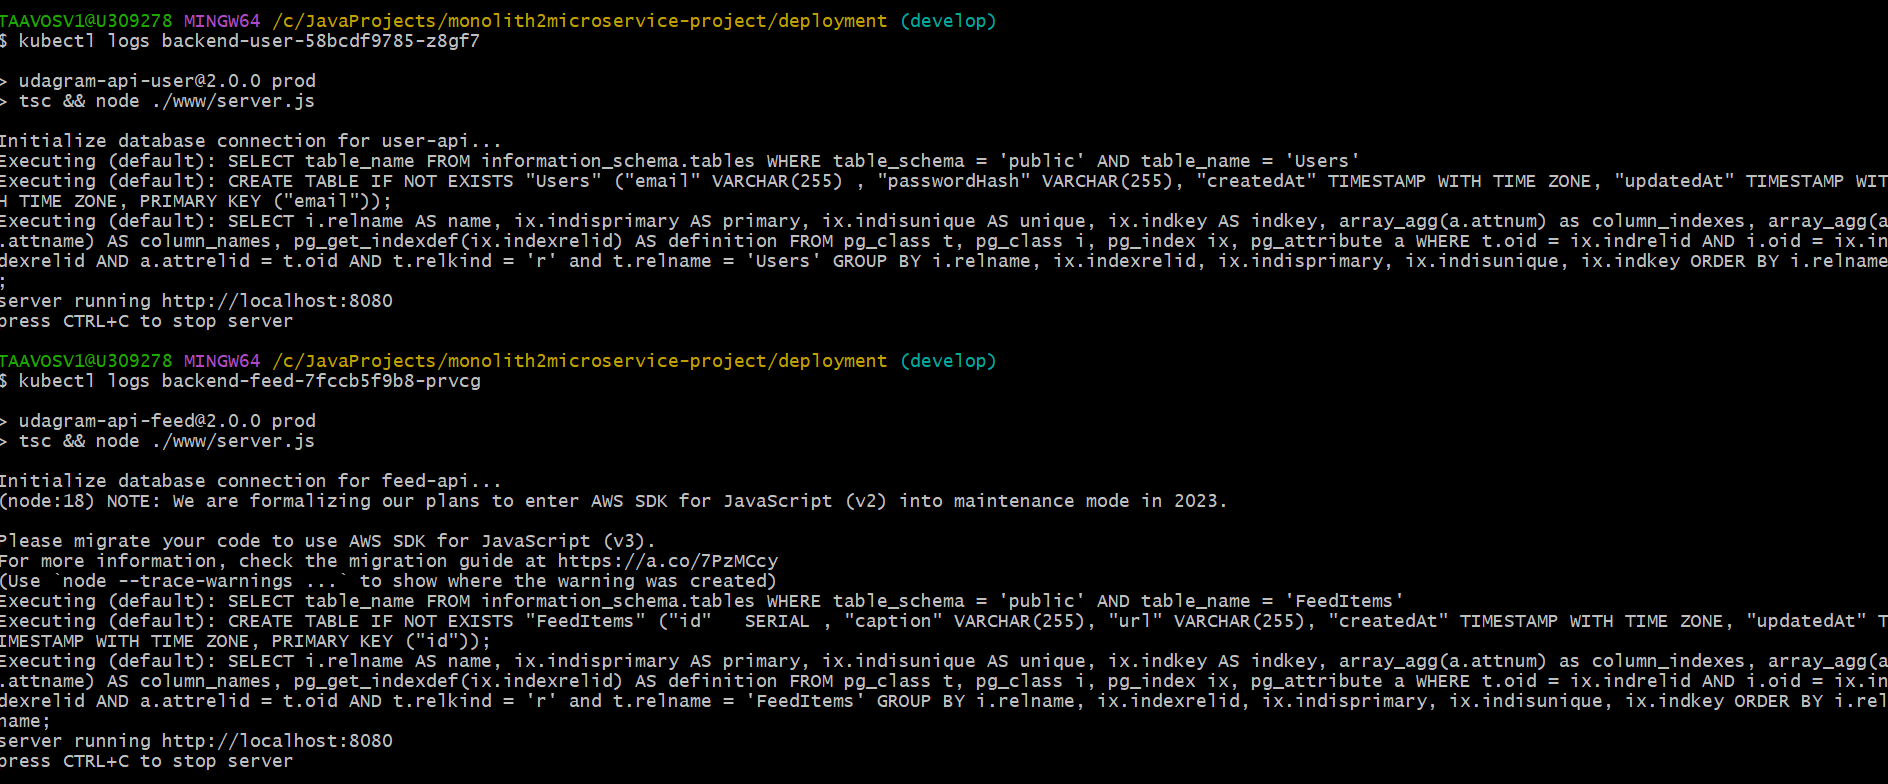 TAAVOSV1@U309278 MINGW64 /c/JavaProjects/monolith2microservice-project/deployment (develop)
$ kubectl logs backend-user-58bcdf9785-z8gf7
> udagram-api-user@2.0.0 prod
> tsc && node ./www/server.js
Initialize database connection for user-api...
Executing (default): SELECT table_name FROM information_schema.tables WHERE table_schema = 'public' AND table_name = 'Users'
Executing (default): CREATE TABLE IF NOT EXISTS "Users" ("email" VARCHAR(255) , "passwordHash" VARCHAR(255), "createdAt" TIMESTAMP WITH TIME ZONE, "updatedAt" TIMESTAMP WIT
H TIME ZONE, PRIMARY KEY ("email"));
Executing (default): SELECT i.relname AS name, ix.indisprimary AS primary, ix.indisunique AS unique, ix.indkey AS indkey, array_agg(a.attnum) as column_indexes, array_agg(a
.attname) AS column_names, pg_get_indexdef(ix.indexrelid) AS definition FROM pg_class t, pg_class i, pg_index ix, pg_attribute a WHERE t.oid = ix.indrelid AND i.oid = ix.in
dexrelid AND a.attrelid = t.oid AND t.relkind = 'r' and t.relname = 'Users' GROUP BY i.relname, ix.indexrelid, ix.indisprimary, ix.indisunique, ix.indkey ORDER BY i.relname
;
server running http://localhost:8080
press CTRL+C to stop server
TAAVOSV1@U309278 MINGW64 /c/JavaProjects/monolith2microservice-project/deployment (develop)
$ kubectl logs backend-feed-7fccb5f9b8-prvcg
> udagram-api-feed@2.0.0 prod
> tsc && node ./www/server.js
Initialize database connection for feed-api...
(node:18) NOTE: We are formalizing our plans to enter AWS SDK for JavaScript (v2) into maintenance mode in 2023.
Please migrate your code to use AWS SDK for JavaScript (v3).
For more information, check the migration guide at https://a.co/7PzMCcy
(Use `node --trace-warnings ...` to show where the warning was created)
Executing (default): SELECT table_name FROM information_schema.tables WHERE table_schema = 'public' AND table_name = 'FeedItems'
Executing (default): CREATE TABLE IF NOT EXISTS "FeedItems" ("id"   SERIAL , "caption" VARCHAR(255), "url" VARCHAR(255), "createdAt" TIMESTAMP WITH TIME ZONE, "updatedAt" T
IMESTAMP WITH TIME ZONE, PRIMARY KEY ("id"));
Executing (default): SELECT i.relname AS name, ix.indisprimary AS primary, ix.indisunique AS unique, ix.indkey AS indkey, array_agg(a.attnum) as column_indexes, array_agg(a
.attname) AS column_names, pg_get_indexdef(ix.indexrelid) AS definition FROM pg_class t, pg_class i, pg_index ix, pg_attribute a WHERE t.oid = ix.indrelid AND i.oid = ix.in
dexrelid AND a.attrelid = t.oid AND t.relkind = 'r' and t.relname = 'FeedItems' GROUP BY i.relname, ix.indexrelid, ix.indisprimary, ix.indisunique, ix.indkey ORDER BY i.rel
name;
server running http://localhost:8080
press CTRL+C to stop server